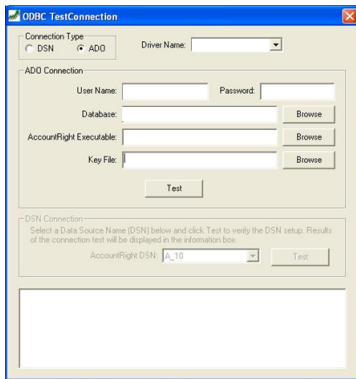 ODBC TestConnection
Connection Type
DSN ADO Driver Name:
ADO Connection
User Name: Password:
Database: Browse
AccountRight Executable: Browse
Key File: Browse
Test
DSN Connection
Select a Data Source Name (DSN) below and click Test to verify the DSN setup. Results
of the connection test will be displayed in the information box.
AccountRight DSN: A_10 Test